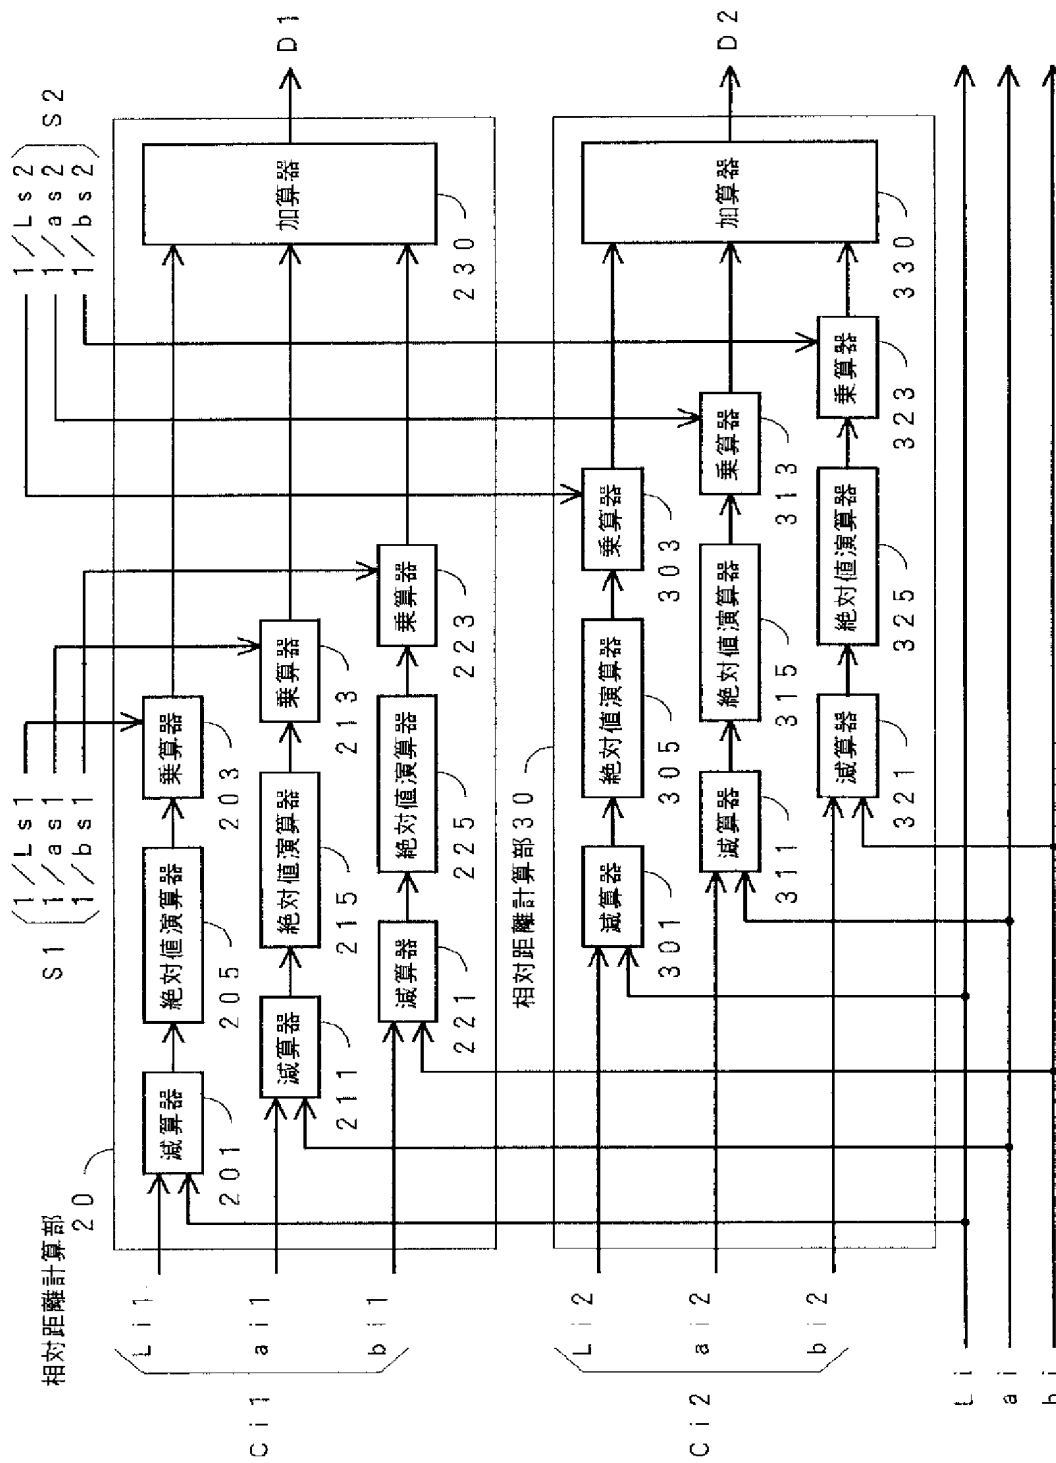 相対距離計算部
20
Ci1
Li1
ai1
bi1
S1
1/Ls1
1/as1
1/bs1
減算器
201
絶対値演算器
205
乗算器
203
減算器
211
絶対値演算器
215
乗算器
213
減算器
221
絶対値演算器
225
乗算器
223
加算器
230
D1
1/Ls2
1/as2
1/bs2
S2
相対距離計算部30
Ci2
Li2
ai2
bi2
減算器
301
絶対値演算器
305
乗算器
303
減算器
311
絶対値演算器
315
乗算器
313
減算器
321
絶対値演算器
325
乗算器
323
加算器
330
D2
Li
ai
bi